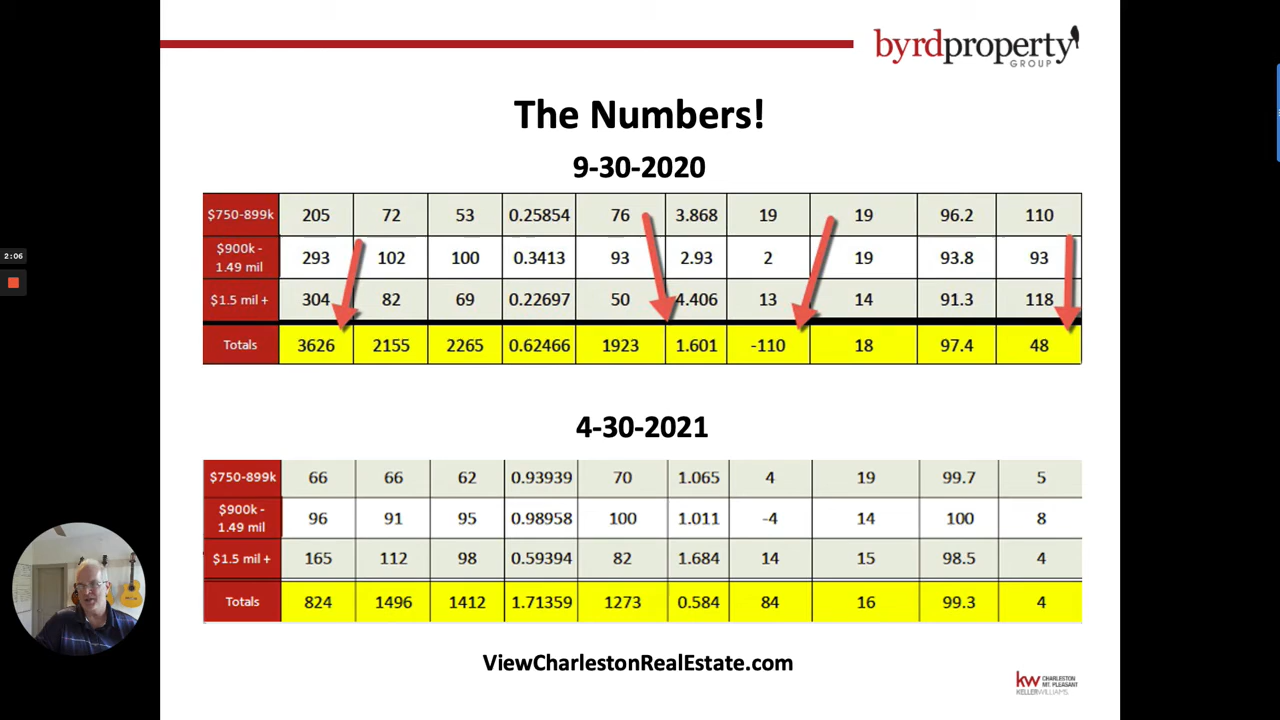 byrdproperty
GROUP
The Numbers!
9-30-2020
$750-899k 205 72 53 0.25854 76 3.868 19 19 96.2 110
$900k -
1.49 mil 293 102 100 0.3413 93 2.93 2 19 93.8 93
$1.5 mil + 304 82 69 0.22697 50 4.406 13 14 91.3 118
Totals 3626 2155 2265 0.62466 1923 1.601 -110 18 97.4 48
2:06
4-30-2021
$750-899k 66 66 62 0.93939 70 1.065 4 19 99.7 5
$900k -
1.49 mil 96 91 95 0.98958 100 1.011 -4 14 100 8
$1.5 mil + 165 112 98 0.59394 82 1.684 14 15 98.5 4
Totals 824 1496 1412 1.71359 1273 0.584 84 16 99.3 4
ViewCharlestonRealEstate.com
kw CHARLESTON
MT. PLEASANT
KELLERWILLIAMS